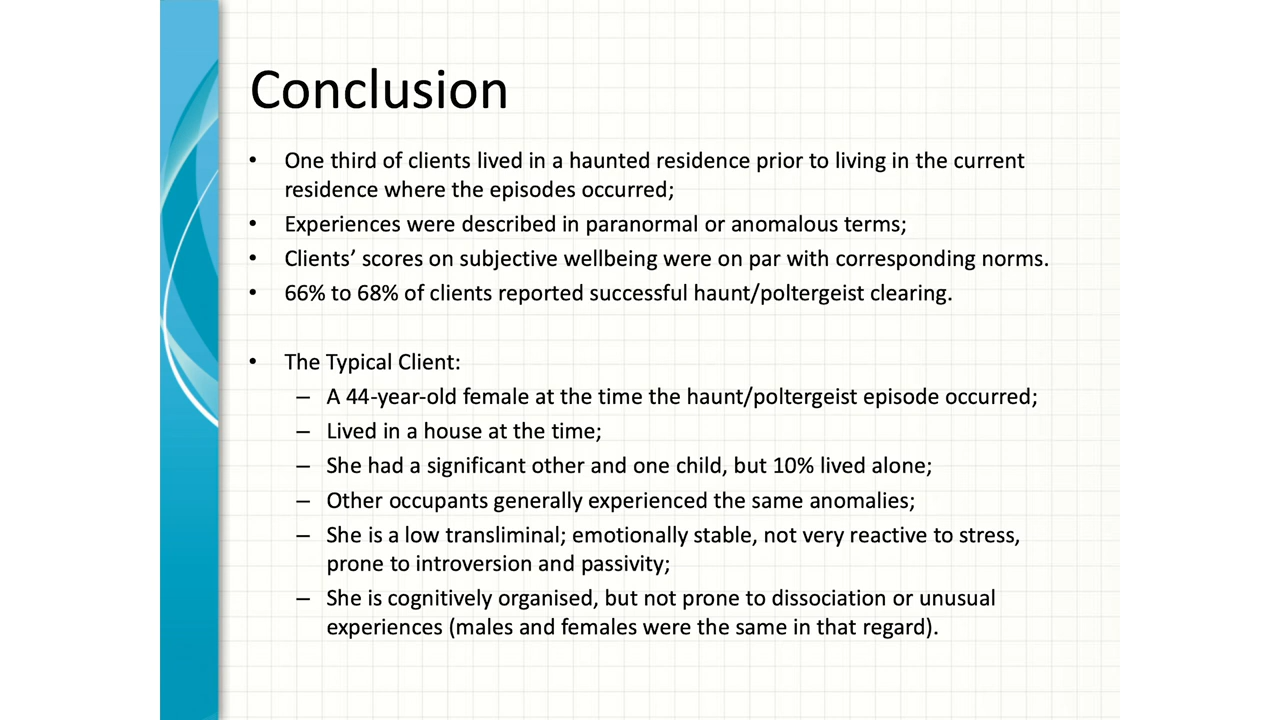 Conclusion
• One third of clients lived in a haunted residence prior to living in the current
residence where the episodes occurred;
• Experiences were described in paranormal or anomalous terms;
• Clients’ scores on subjective wellbeing were on par with corresponding norms.
• 66% to 68% of clients reported successful haunt/poltergeist clearing.
• The Typical Client:
– A 44-year-old female at the time the haunt/poltergeist episode occurred;
– Lived in a house at the time;
– She had a significant other and one child, but 10% lived alone;
– Other occupants generally experienced the same anomalies;
– She is a low transliminal; emotionally stable, not very reactive to stress,
prone to introversion and passivity;
– She is cognitively organised, but not prone to dissociation or unusual
experiences (males and females were the same in that regard).